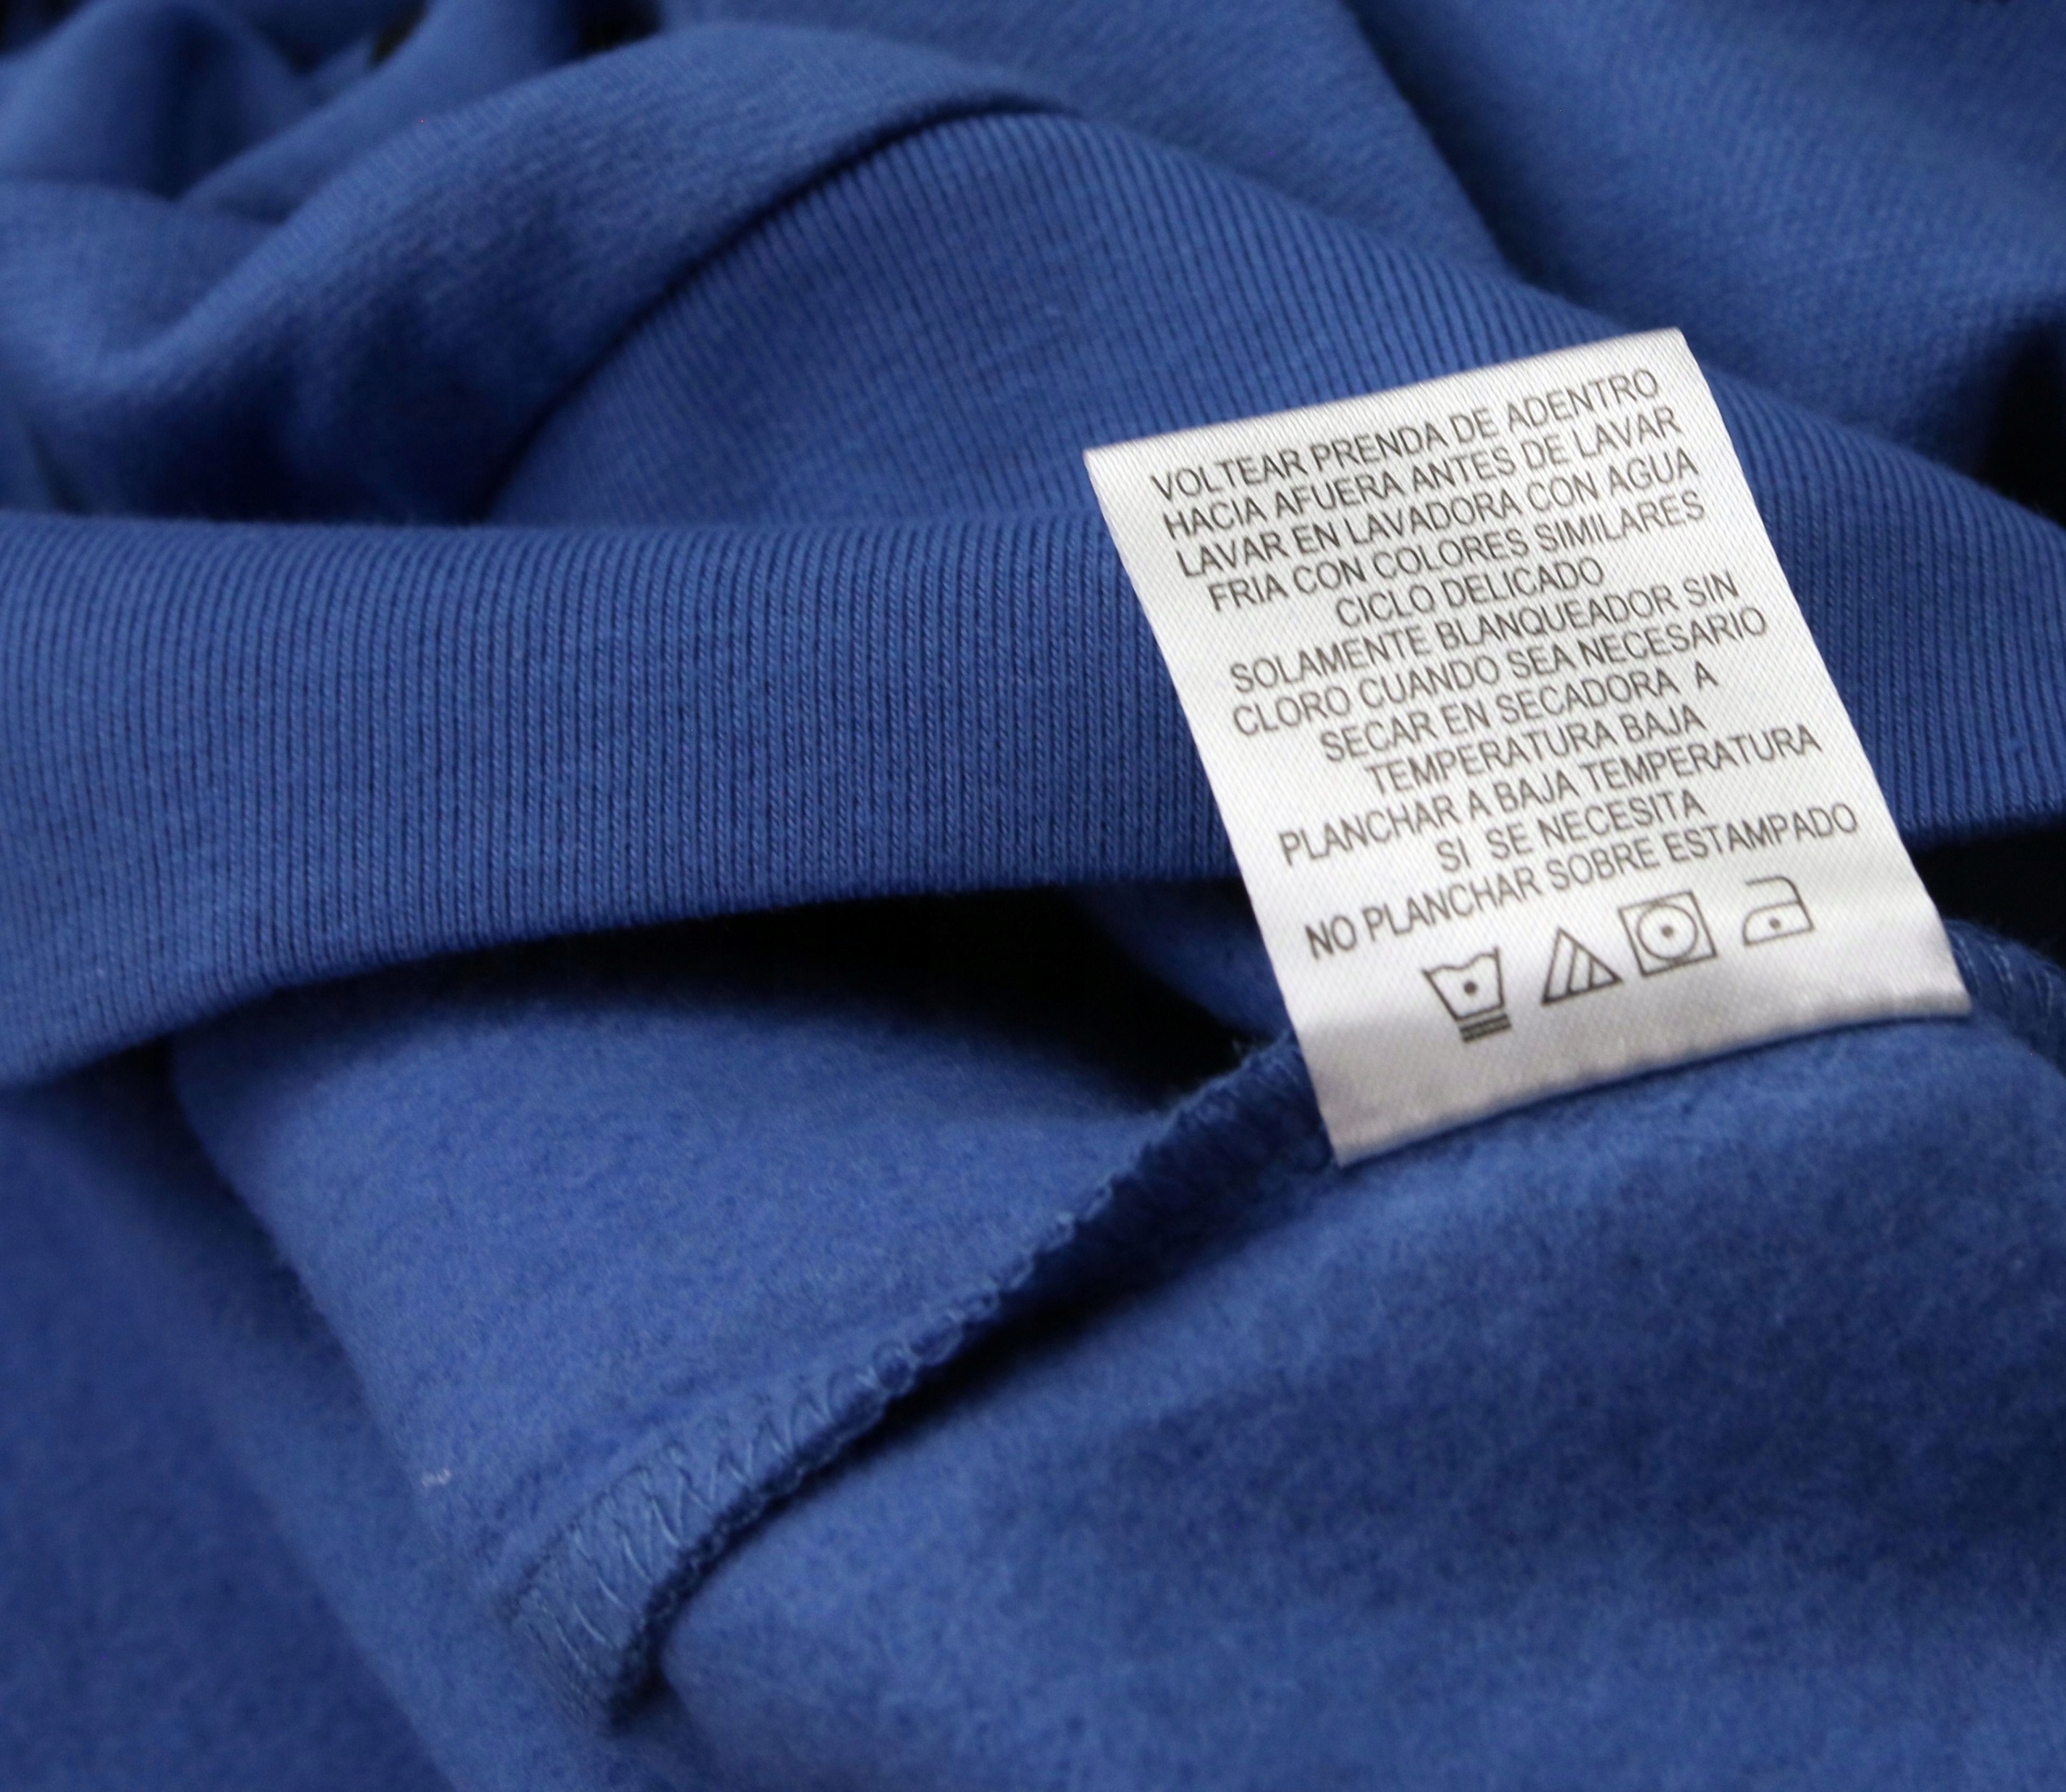 VOLTEAR PRENDA DE ADENTRO
HACIA AFUERA ANTES DE LAVAR
LAVAR EN LAVADORA CON AGUA
FRIA CON COLORES SIMILARES
CICLO DELICADO
SOLAMENTE BLANQUEADOR SIN
CLORO CUANDO SEA NECESARIO
SECAR EN SECADORA A
TEMPERATURA BAJA
PLANCHAR A BAJA TEMPERATURA
SI SE NECESITA
NO PLANCHAR SOBRE ESTAMPADO